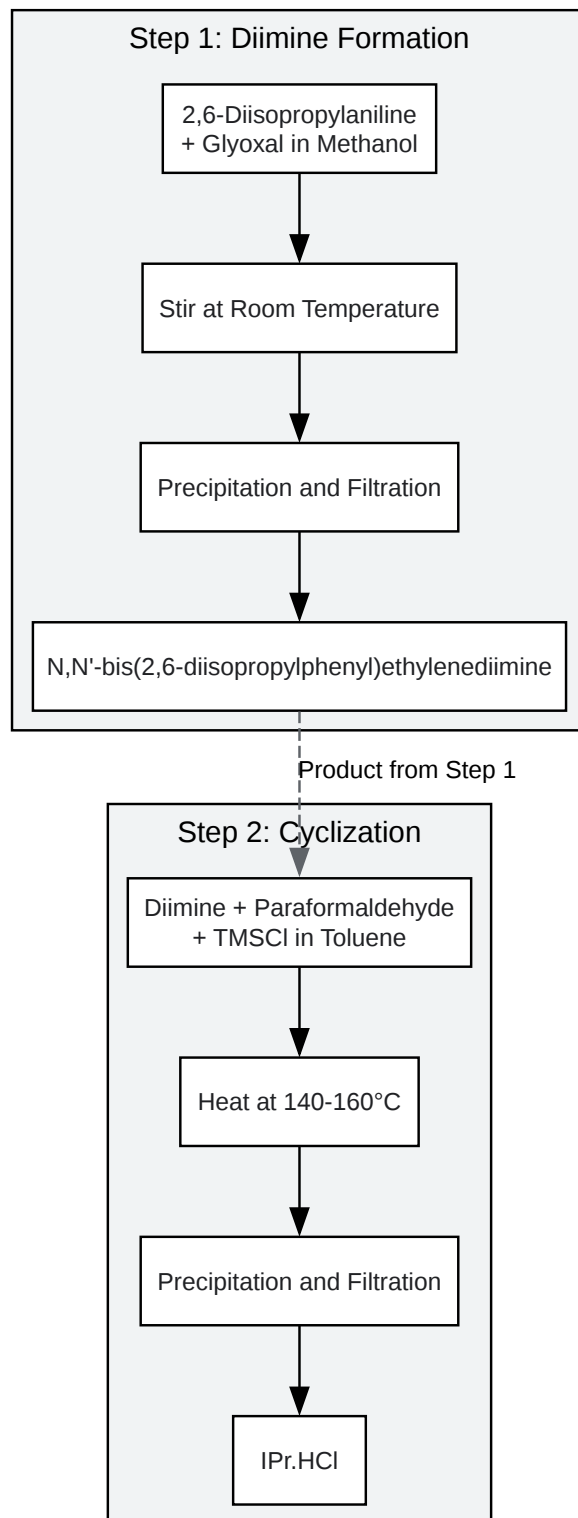 Step 1: Diimine Formation
2,6-Diisopropylaniline
+ Glyoxal in Methanol
Stir at Room Temperature
Precipitation and Filtration
N,N'-bis(2,6-diisopropylphenyl)ethylenediimine
Product from Step 1
Step 2: Cyclization
Diimine + Paraformaldehyde
+ TMSCl in Toluene
Heat at 140-160°C
Precipitation and Filtration
IPr.HCl